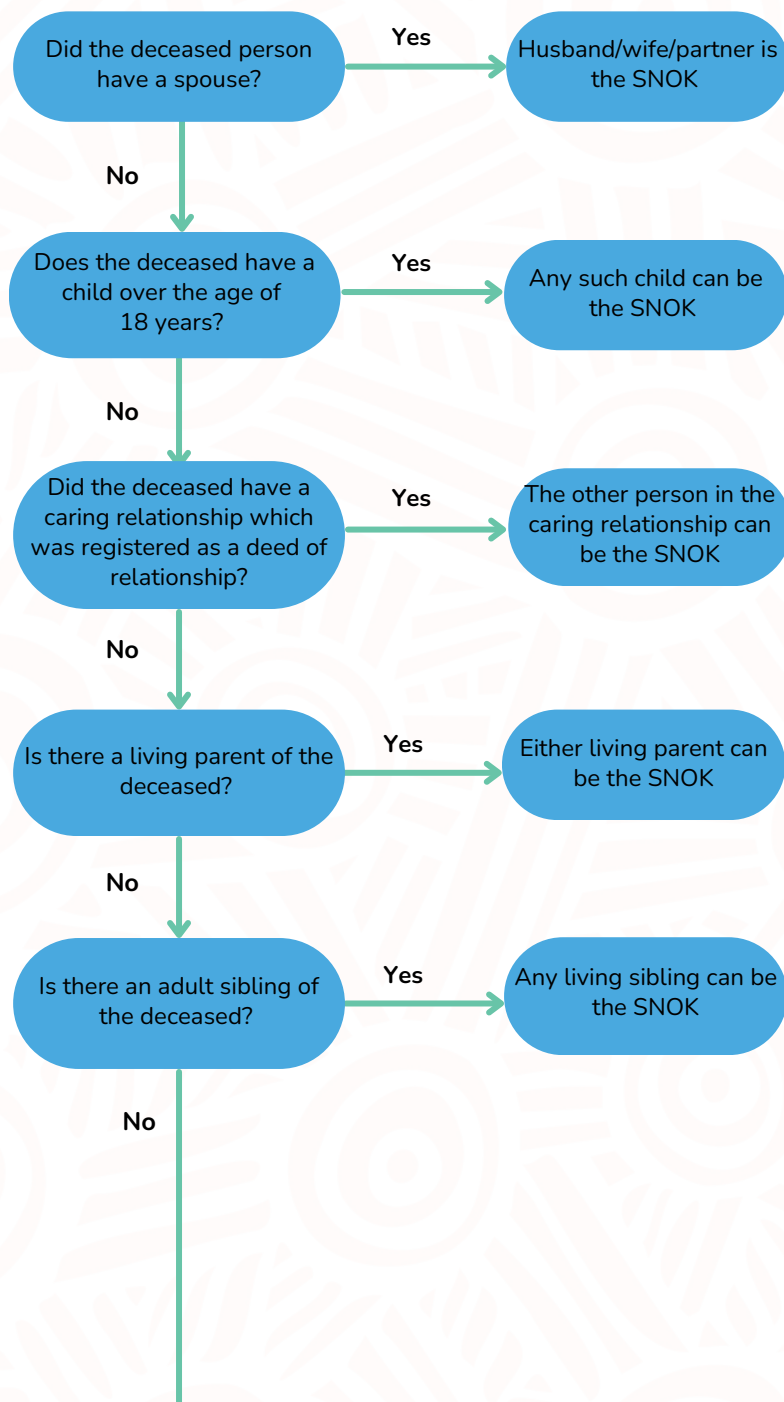 Did the deceased person
have a spouse?
Yes
Husband/wife/partner is
the SNOK
No
Does the deceased have a
child over the age of
18 years?
Yes
Any such child can be
the SNOK
No
Did the deceased have a
caring relationship which
was registered as a deed of
relationship?
Yes
The other person in the
caring relationship can
be the SNOK
No
Is there a living parent of the
deceased?
Yes
Either living parent can
be the SNOK
No
Is there an adult sibling of
the deceased?
Yes
Any living sibling can be
the SNOK
No